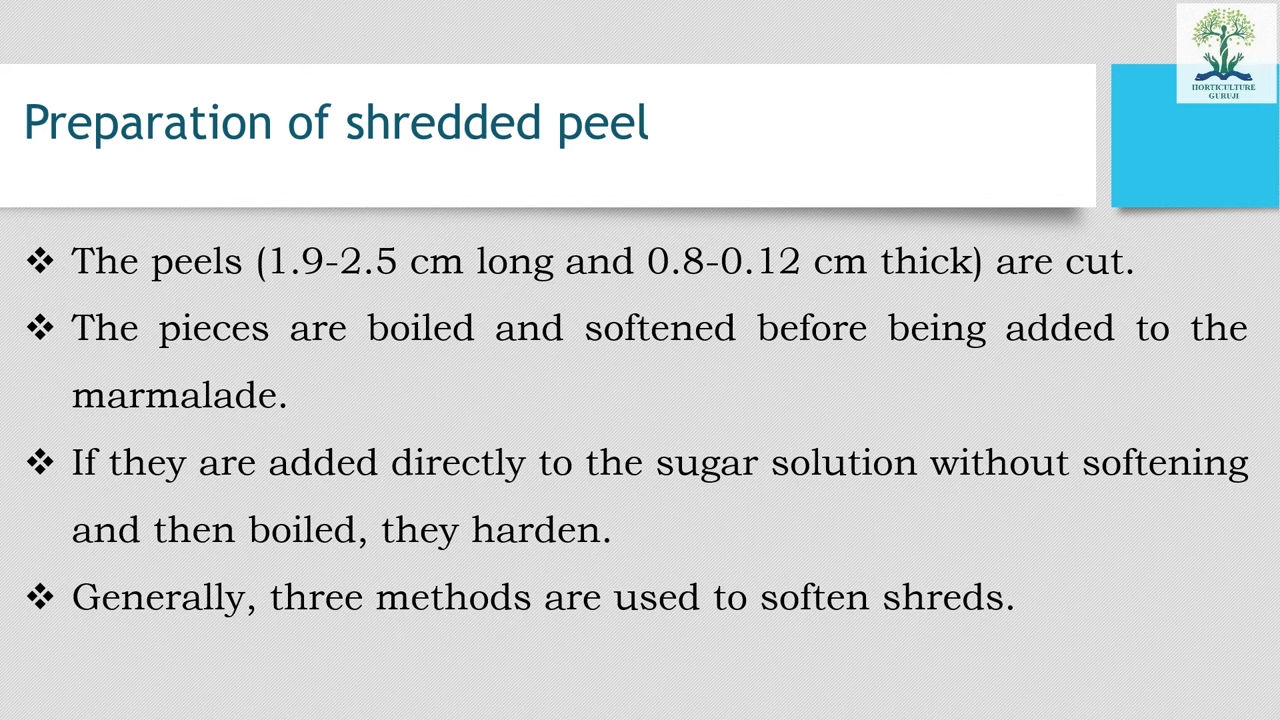 HORTICULTURE
GURUJI
Preparation of shredded peel
❖ The peels (1.9-2.5 cm long and 0.8-0.12 cm thick) are cut.
❖ The pieces are boiled and softened before being added to the
marmalade.
❖ If they are added directly to the sugar solution without softening
and then boiled, they harden.
❖ Generally, three methods are used to soften shreds.